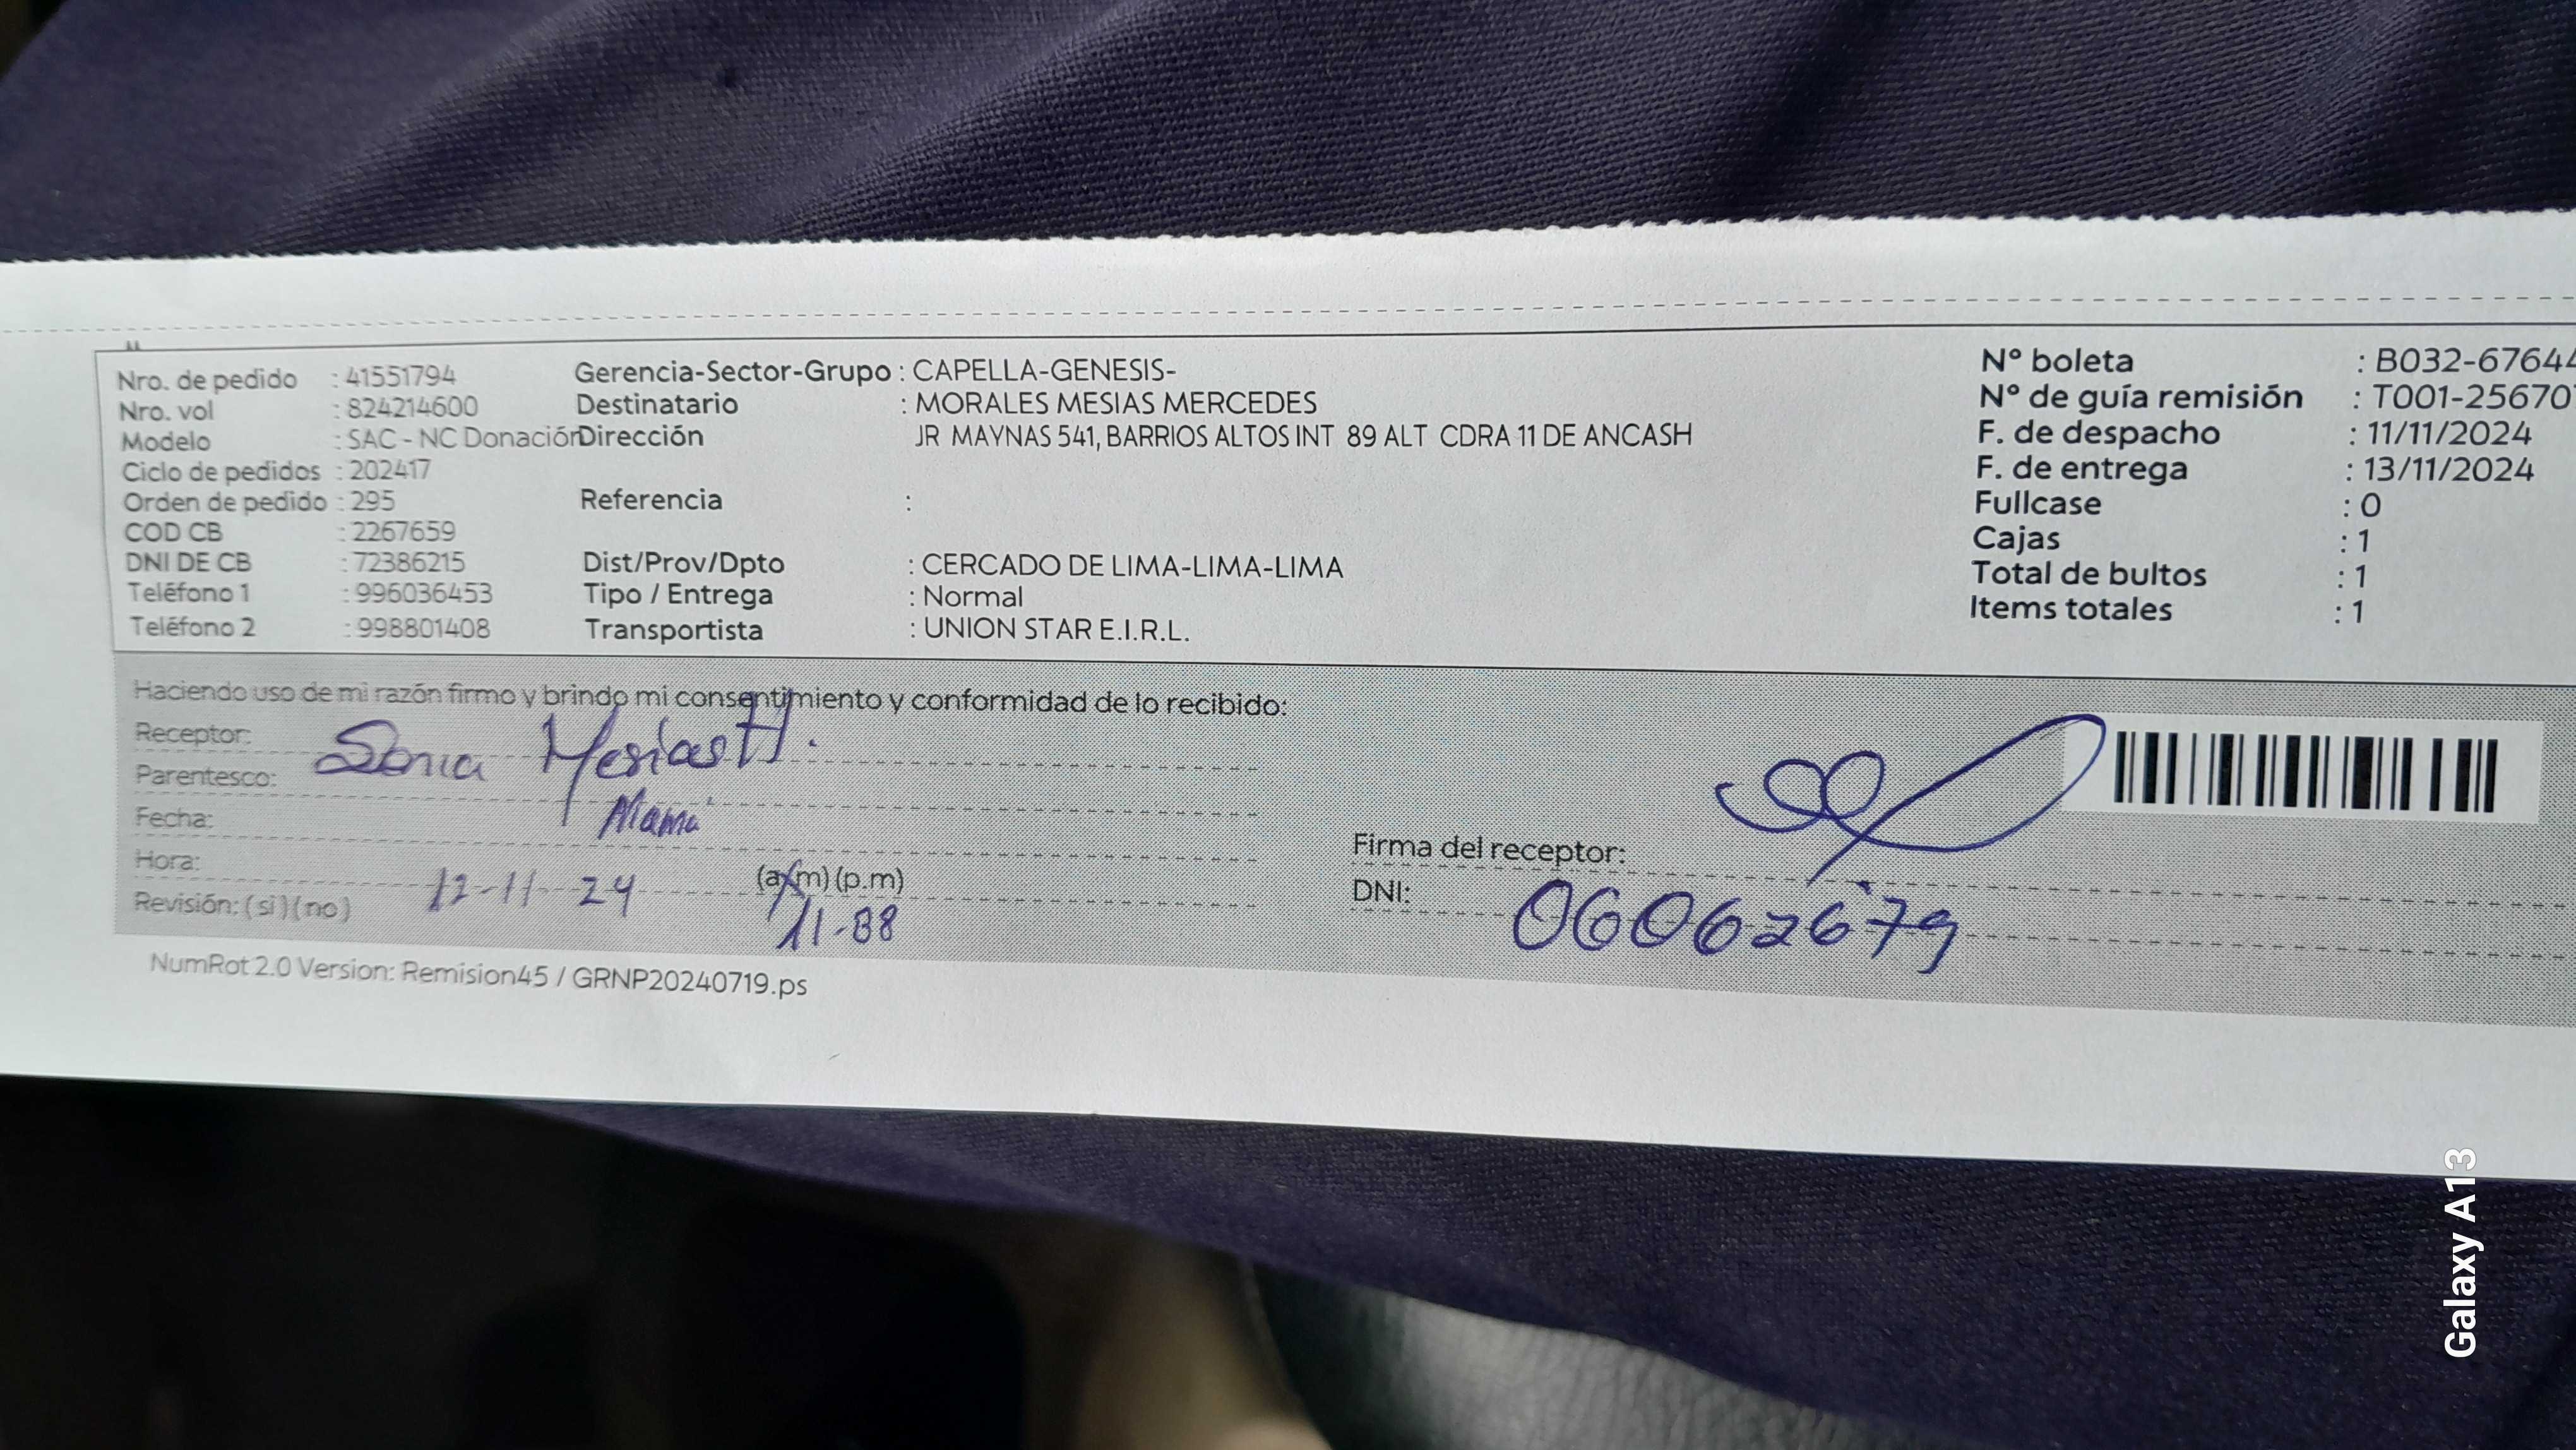 Nro. de pedido : 41551794 Gerencia-Sector-Grupo : CAPELLA-GENESIS- N° boleta : B032-67644
Nro. vol : 824214600 Destinatario : MORALES MESIAS MERCEDES N° de guía remisión : T001-25670
Modelo : SAC - NC Donación Dirección JR MAYNAS 541, BARRIOS ALTOS INT 89 ALT CDRA 11 DE ANCASH F. de despacho : 11/11/2024
Ciclo de pedidos : 202417 F. de entrega : 13/11/2024
Orden de pedido : 295 Referencia : Fullcase : 0
COD CB : 2267659 Cajas : 1
DNI DE CB : 72386215 Dist/Prov/Dpto : CERCADO DE LIMA-LIMA-LIMA Total de bultos : 1
Teléfono 1 : 996036453 Tipo / Entrega : Normal Items totales : 1
Teléfono 2 : 998801408 Transportista : UNION STAR E.I.R.L.
Haciendo uso de mi razón firmo y brindo mi consentimiento y conformidad de lo recibido:
Receptor: Sonia Mesias H.
Parentesco: Mamá
Fecha: 12-11-24
Hora: (a.m) (p.m)
Revisión: (si) (no)
Firma del receptor:
DNI: 06062679
NumRot 2.0 Version: Remision45 / GRNP20240719.ps
Galaxy A13